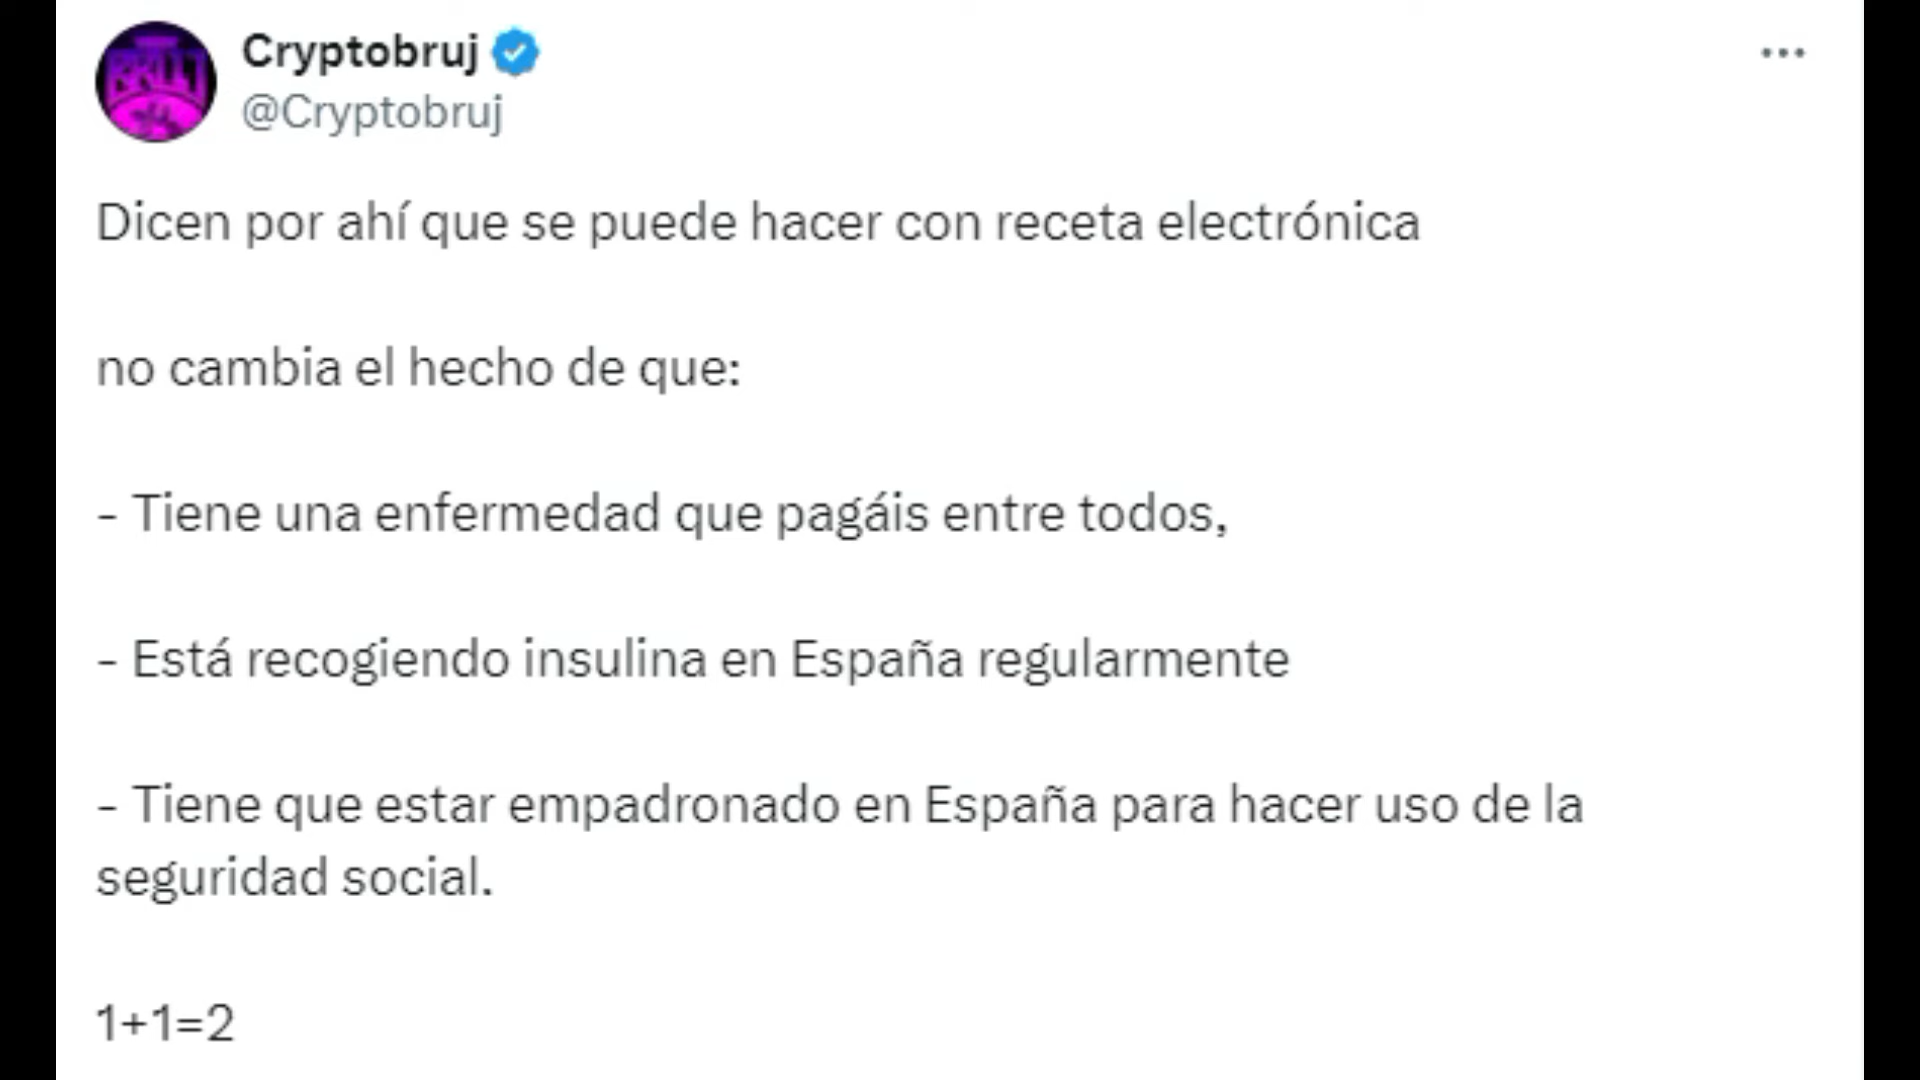 Cryptobruj
@Cryptobruj
Dicen por ahí que se puede hacer con receta electrónica
no cambia el hecho de que:
- Tiene una enfermedad que pagáis entre todos,
- Está recogiendo insulina en España regularmente
- Tiene que estar empadronado en España para hacer uso de la
seguridad social.
1+1=2